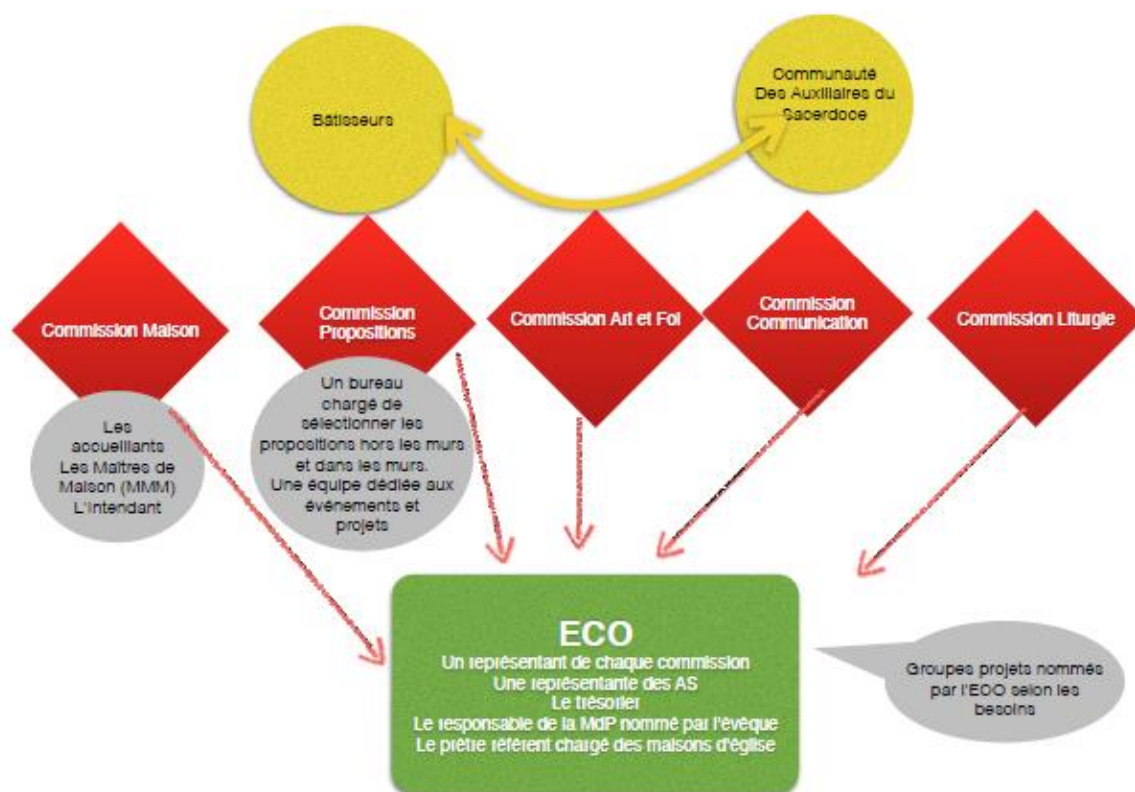 Bâtisseurs
Communauté
Des Auxiliaires du
Sacerdoce
Commission Maison
Commission
Propositions
Commission Art et Foi
Commission
Communication
Commission Liturgie
Les
accueillants
Les Maîtres de
Maison (MMM)
L'Intendant
Un bureau
chargé de
sélectionner les
propositions hors les murs
et dans les murs.
Une équipe dédiée aux
événements et
projets
ECO
Un représentant de chaque commission
Une représentante des AS
Le trésorier
Le responsable de la MdP nommé par l'évêque
Le prêtre référent chargé des maisons d'église
Groupes projets nommés
par l'ECO selon les
besoins